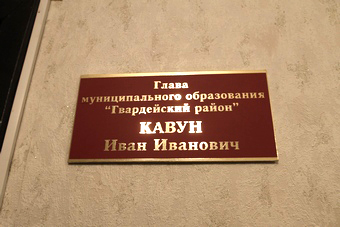 Глава
муниципального образования
"Гвардейский район"
КАВУН
Иван Иванович